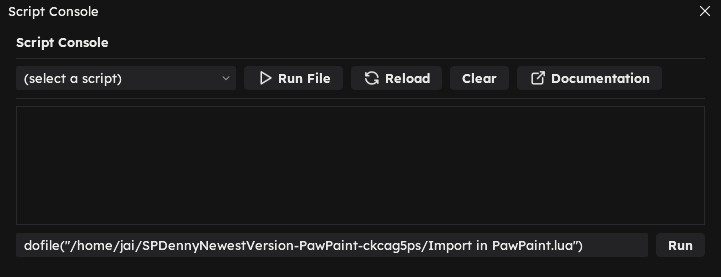 Script Console
Script Console
(select a script)
Run File
Reload
Clear
Documentation
dofile("/home/jai/SPDennyNewestVersion-PawPaint-ckcag5ps/Import in PawPaint.lua")
Run